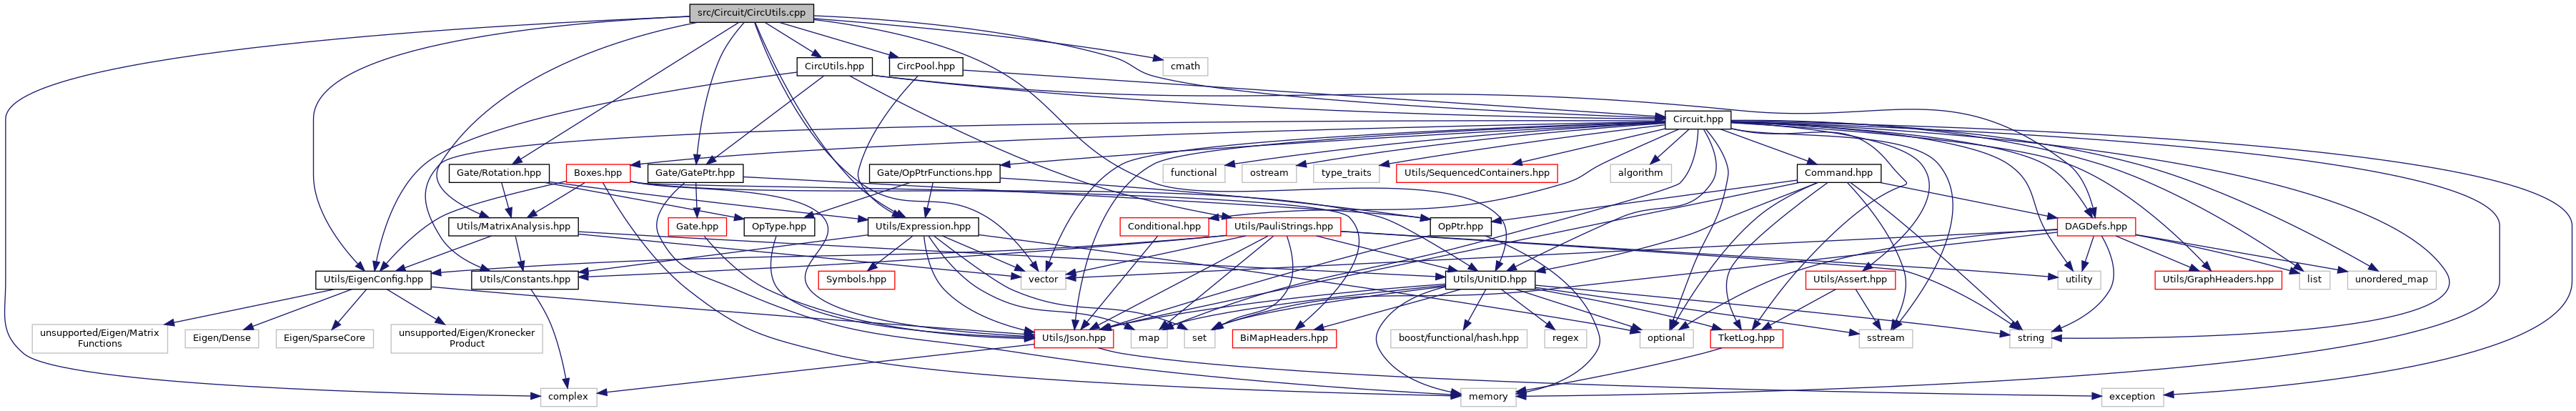 src/Circuit/CircUtils.cpp
CircUtils.hpp
CircPool.hpp
cmath
Circuit.hpp
Gate/Rotation.hpp
Boxes.hpp
Gate/GatePtr.hpp
Gate/OpPtrFunctions.hpp
functional
ostream
type_traits
Utils/SequencedContainers.hpp
algorithm
Command.hpp
Utils/MatrixAnalysis.hpp
Gate.hpp
OpType.hpp
Utils/Expression.hpp
Conditional.hpp
Utils/PauliStrings.hpp
OpPtr.hpp
DAGDefs.hpp
Utils/EigenConfig.hpp
Utils/Constants.hpp
Symbols.hpp
vector
Utils/UnitID.hpp
Utils/Assert.hpp
utility
Utils/GraphHeaders.hpp
list
unordered_map
unsupported/Eigen/Matrix
Functions
Eigen/Dense
Eigen/SparseCore
unsupported/Eigen/Kronecker
Product
Utils/Json.hpp
map
set
BiMapHeaders.hpp
boost/functional/hash.hpp
regex
optional
TketLog.hpp
sstream
string
complex
memory
exception